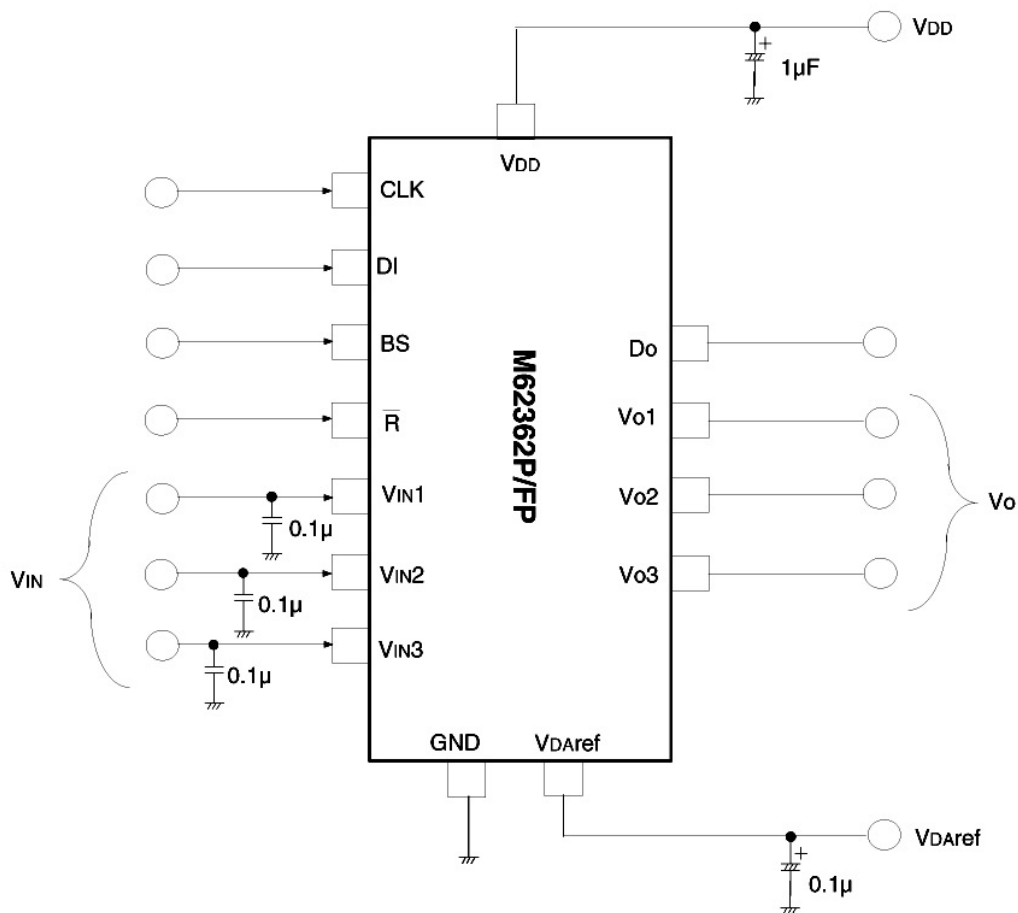 VDD
+
1µF
VDD
CLK
DI
BS
R̅
VIN1
0.1µ
VIN2
0.1µ
VIN3
0.1µ
VIN
M62362P/FP
Do
Vo1
Vo2
Vo3
Vo
GND
VDAref
VDAref
+
0.1µ